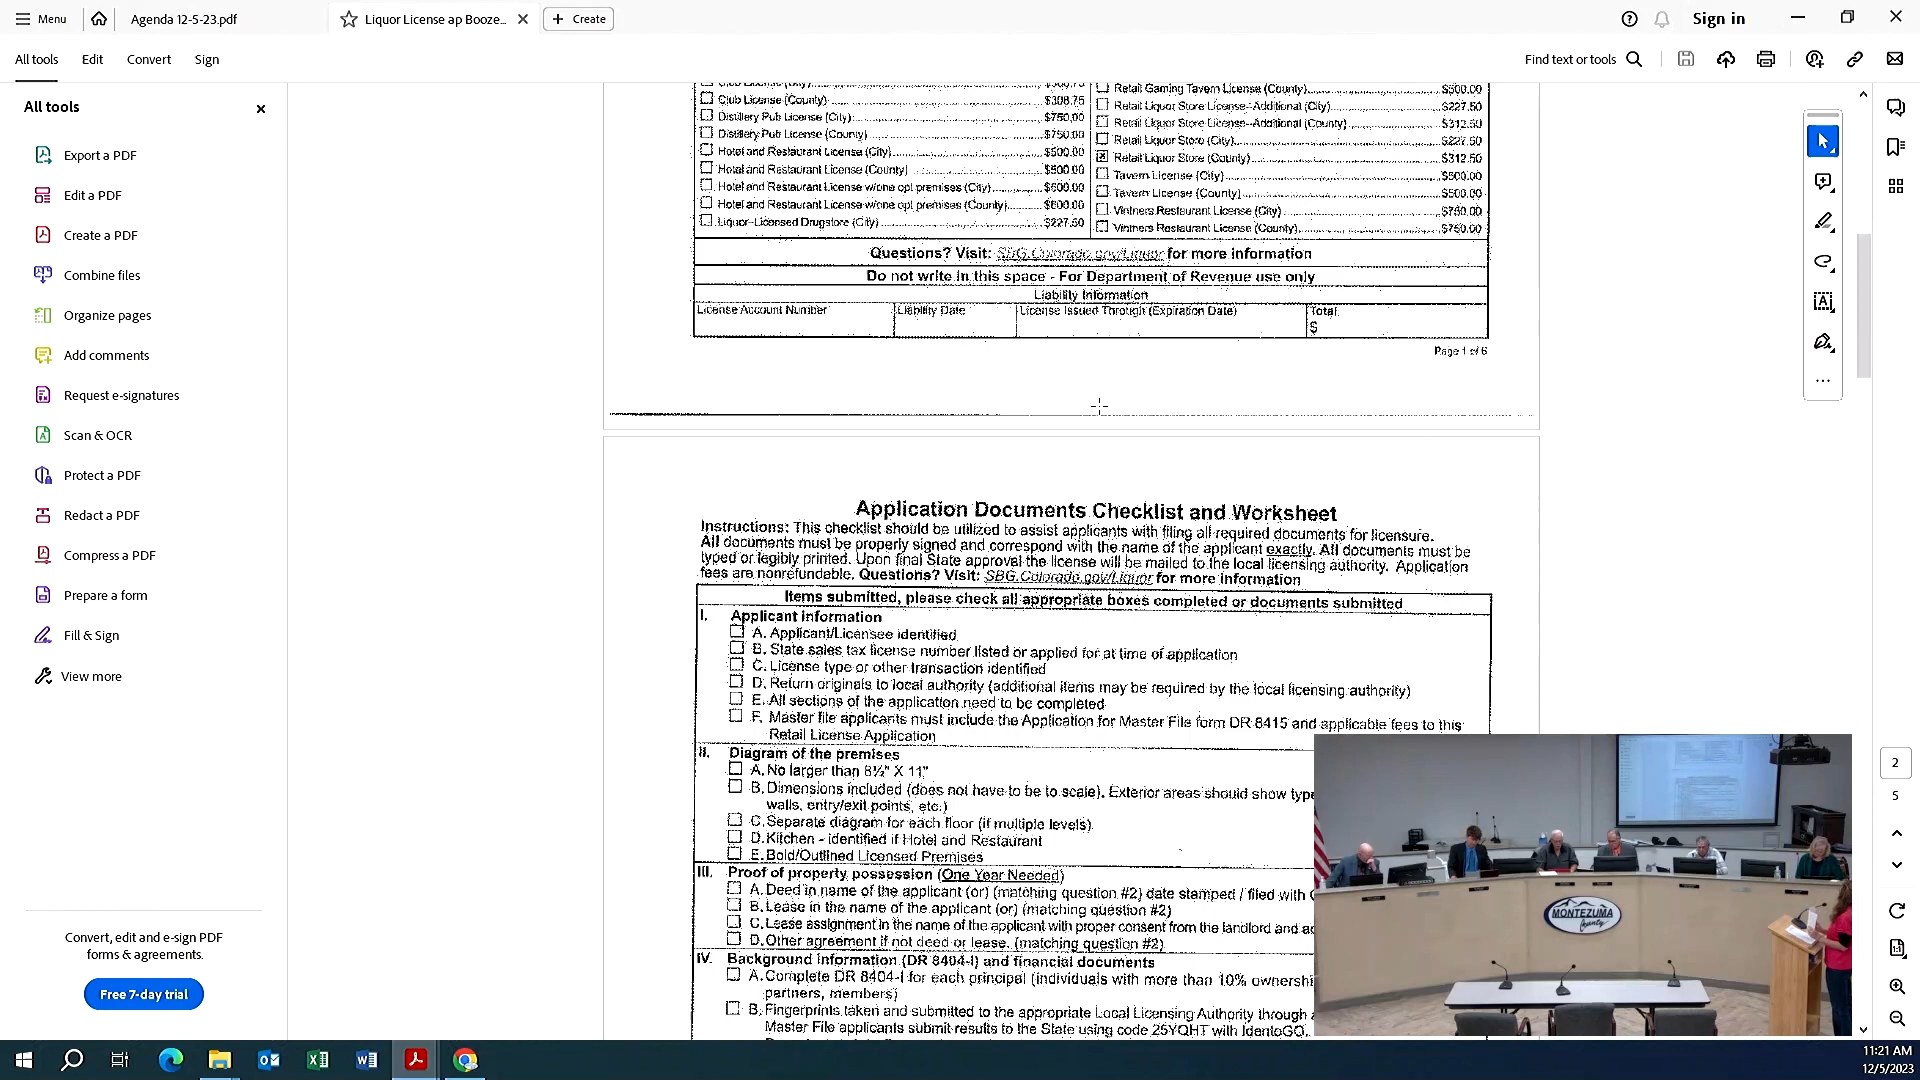 Menu
Agenda 12-5-23.pdf
Liquor License ap Booze...
Create
Sign in
All tools
Edit
Convert
Sign
Find text or tools
All tools
Export a PDF
Edit a PDF
Create a PDF
Combine files
Organize pages
Add comments
Request e-signatures
Scan & OCR
Protect a PDF
Redact a PDF
Compress a PDF
Prepare a form
Fill & Sign
View more
Convert, edit and e-sign PDF
forms & agreements.
Free 7-day trial
Club License (County) $308.75
Distillery Pub License (City) $750.00
Distillery Pub License (County) $750.00
Hotel and Restaurant License (City) $500.00
Hotel and Restaurant License (County) $500.00
Hotel and Restaurant License w/one opt premises (City) $600.00
Hotel and Restaurant License w/one opt premises (County) $600.00
Liquor-Licensed Drugstore (City) $227.50
Retail Gaming Tavern License (County) $500.00
Retail Liquor Store License--Additional (City) $227.50
Retail Liquor Store License--Additional (County) $312.50
Retail Liquor Store (City) $227.50
Retail Liquor Store (County) $312.50
Tavern License (City) $500.00
Tavern License (County) $500.00
Vintners Restaurant License (City) $750.00
Vintners Restaurant License (County) $750.00
Questions? Visit: SBG.Colorado.gov/Liquor for more information
Do not write in this space - For Department of Revenue use only
Liability Information
License Account Number
Liability Date
License Issued Through (Expiration Date)
Total
$
Page 1 of 6
Application Documents Checklist and Worksheet
Instructions: This checklist should be utilized to assist applicants with filing all required documents for licensure.
All documents must be properly signed and correspond with the name of the applicant exactly. All documents must be
typed or legibly printed. Upon final State approval the license will be mailed to the local licensing authority. Application
fees are nonrefundable. Questions? Visit: SBG.Colorado.gov/Liquor for more information
Items submitted, please check all appropriate boxes completed or documents submitted
I. Applicant information
A. Applicant/Licensee identified
B. State sales tax license number listed or applied for at time of application
C. License type or other transaction identified
D. Return originals to local authority (additional items may be required by the local licensing authority)
E. All sections of the application need to be completed
F. Master file applicants must include the Application for Master File form DR 8415 and applicable fees to this
Retail License Application
II. Diagram of the premises
A. No larger than 8½" X 11"
B. Dimensions included (does not have to be to scale). Exterior areas should show type
walls, entry/exit points, etc.)
C. Separate diagram for each floor (if multiple levels)
D. Kitchen - identified if Hotel and Restaurant
E. Bold/Outlined Licensed Premises
III. Proof of property possession (One Year Needed)
A. Deed in name of the applicant (or) (matching question #2) date stamped / filed with
B. Lease in the name of the applicant (or) (matching question #2)
C. Lease assignment in the name of the applicant with proper consent from the landlord and
D. Other agreement if not deed or lease. (matching question #2)
IV. Background information (DR 8404-I) and financial documents
A. Complete DR 8404-I for each principal (individuals with more than 10%
partners, members)
B. Fingerprints taken and submitted to the appropriate Local Licensing Authority through
Master File applicants submit results to the State using code 25YQHT with IdentoGO.
MONTEZUMA
County
2
5
11:21 AM
12/5/2023